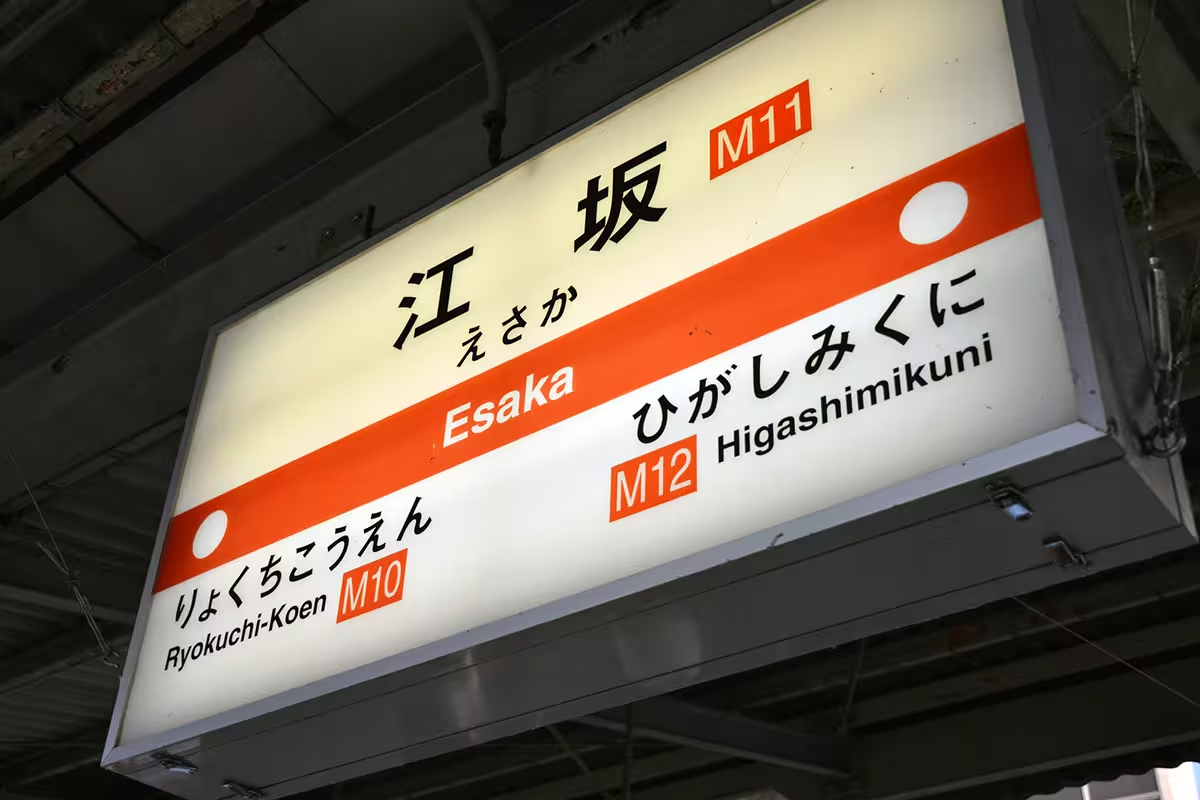 江坂 M11
えさか
Esaka
りょくちこうえん
Ryokuchi-Koen M10
ひがしみくに
M12 Higashimikuni